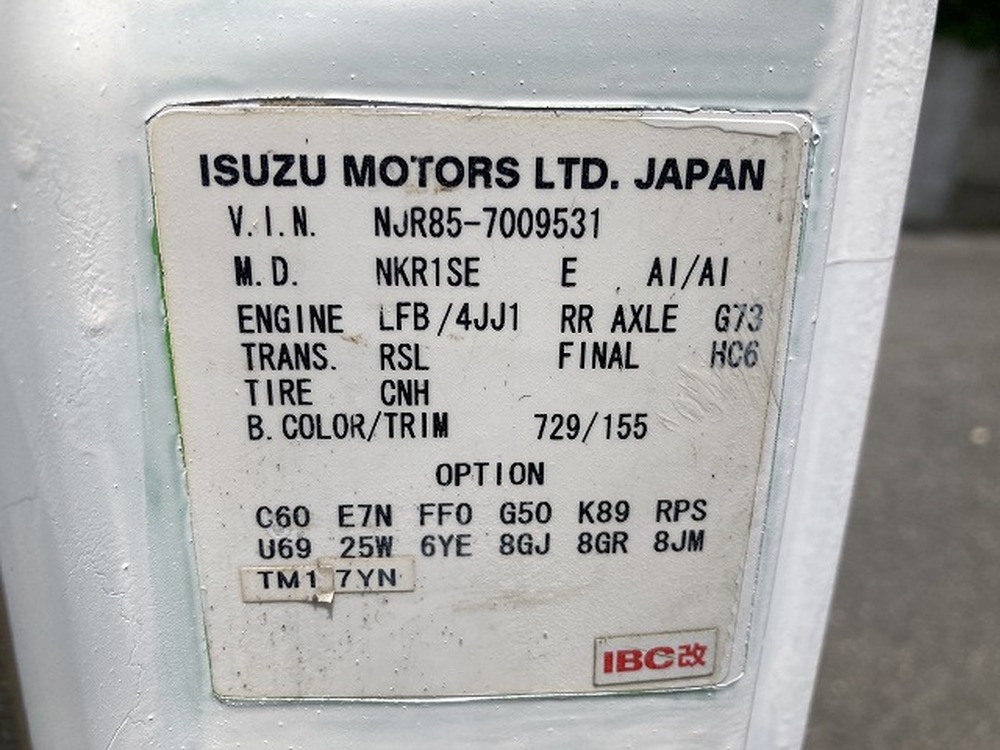 ISUZU MOTORS LTD. JAPAN
V.I.N. NJR85-7009531
M.D. NKR1SE E AI/AI
ENGINE LFB/4JJ1 RR AXLE G73
TRANS. RSL FINAL HC6
TIRE CNH
B.COLOR/TRIM 729/155
OPTION
C60 E7N FF0 G50 K89 RPS
U69 25W 6YE 8GJ 8GR 8JM
TM1 7YN
IBC改